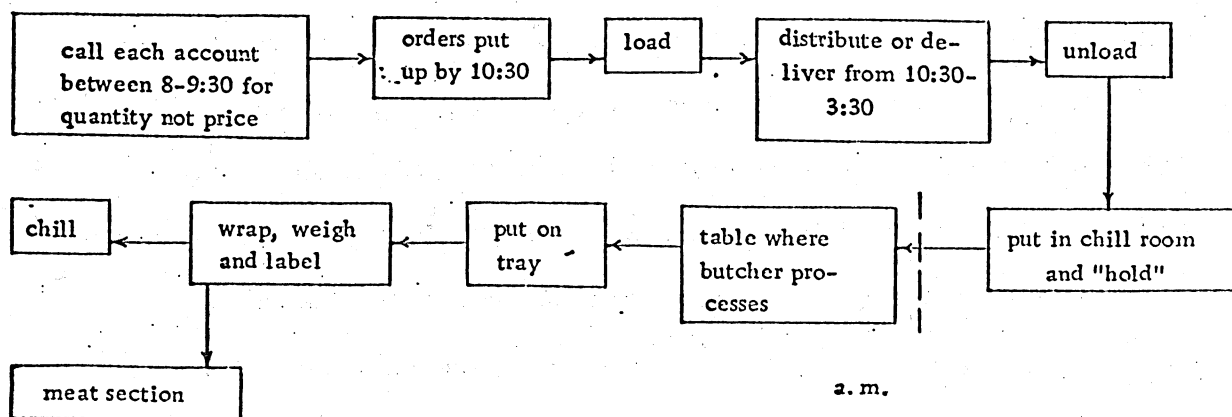 call each account
between 8-9:30 for
quantity not price
orders put
up by 10:30
load
distribute or de-
liver from 10:30-
3:30
unload
put in chill room
and "hold"
table where
butcher pro-
cesses
put on
tray
wrap, weigh
and label
chill
meat section
a.m.